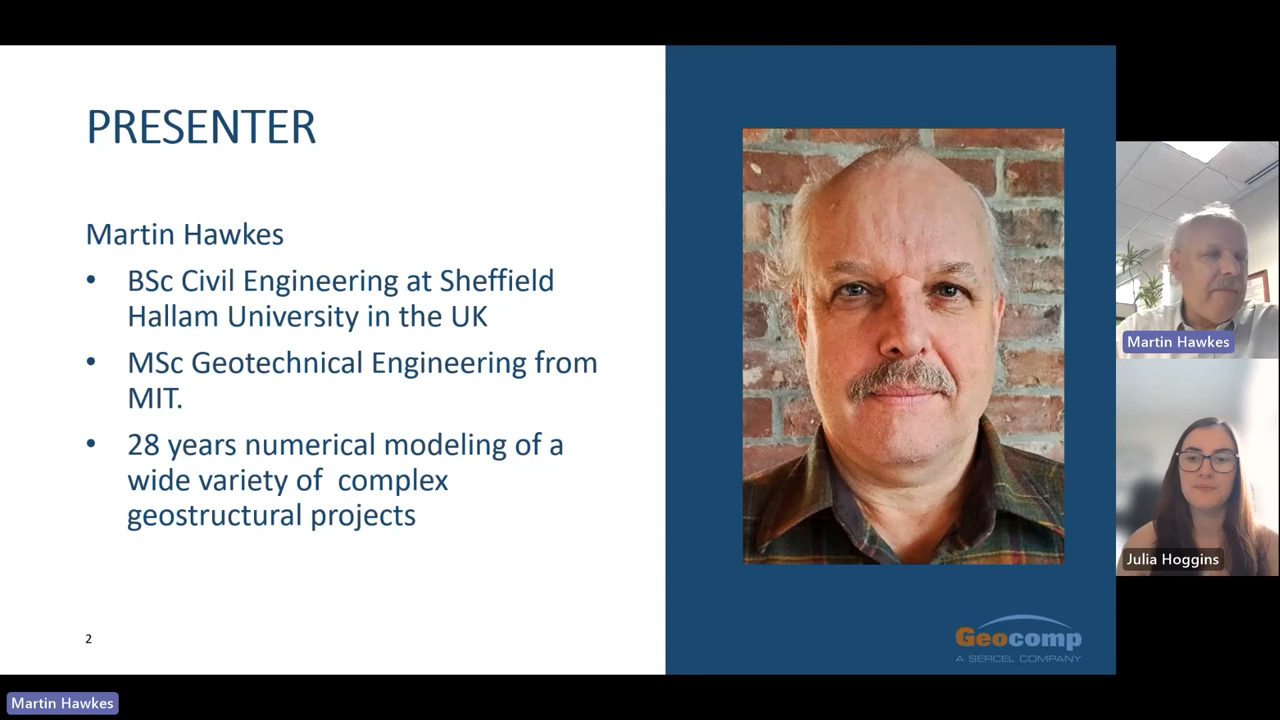 PRESENTER
Martin Hawkes
• BSc Civil Engineering at Sheffield
Hallam University in the UK
• MSc Geotechnical Engineering from
MIT.
• 28 years numerical modeling of a
wide variety of  complex
geostructural projects
2
Geocomp
A SERCEL COMPANY
Martin Hawkes
Julia Hoggins
Martin Hawkes